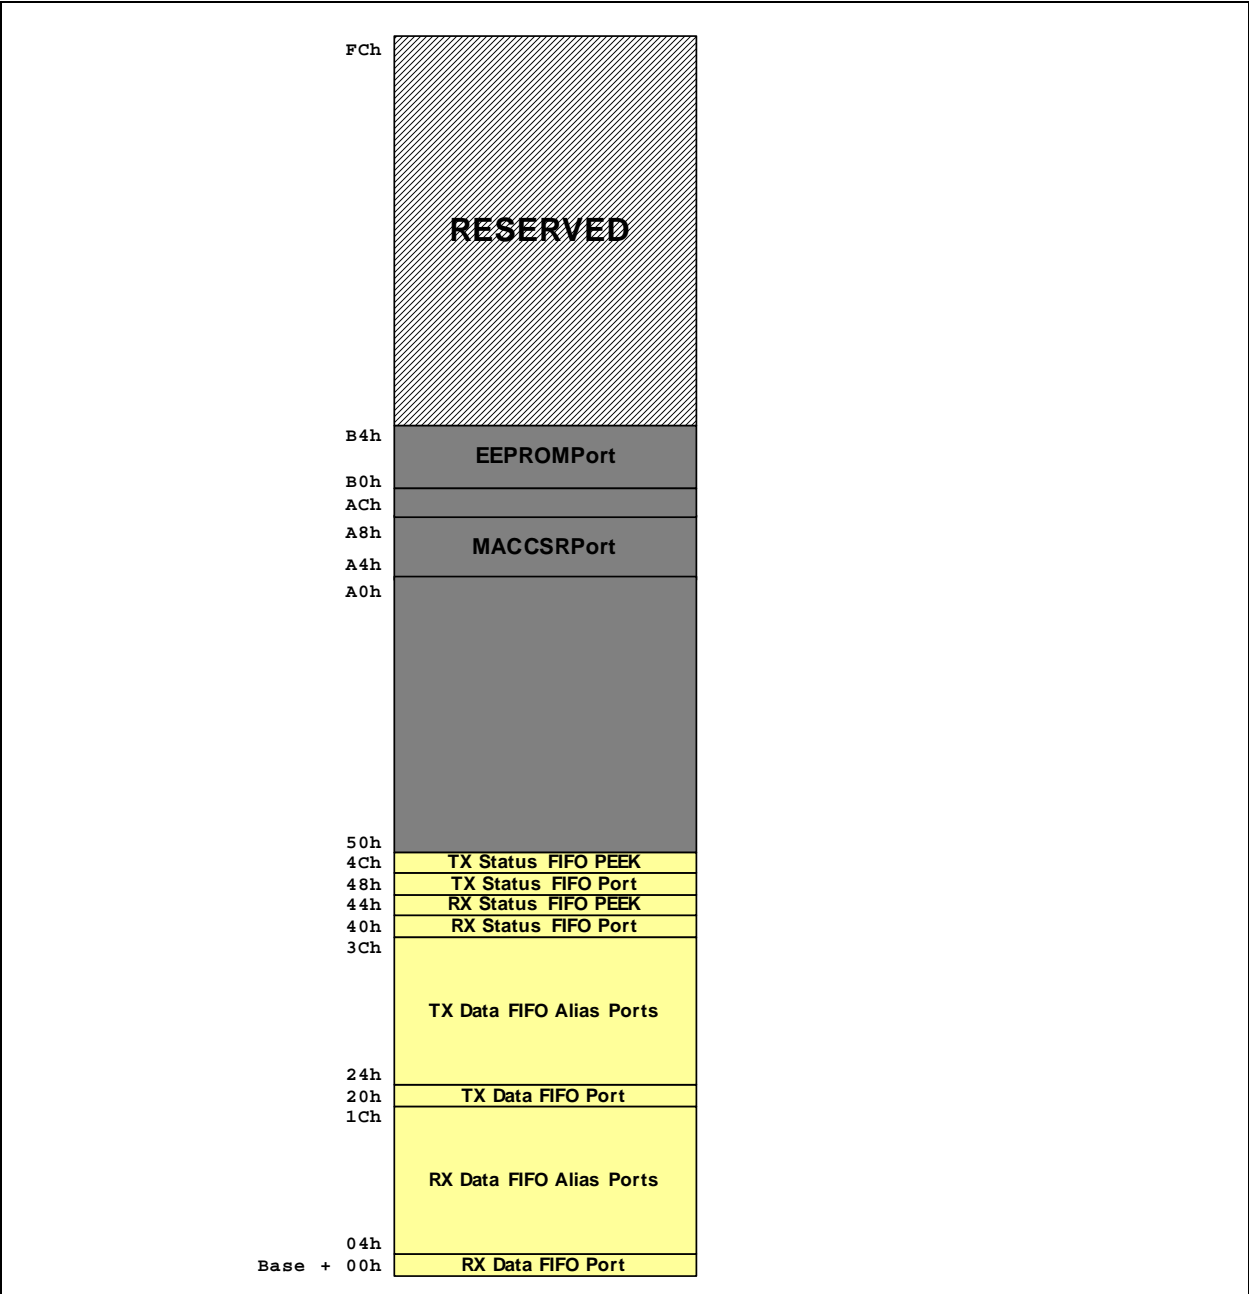 FCh
RESERVED
B4h
EEPROMPort
B0h
ACh
A8h
MACCSRPort
A4h
A0h
50h
4Ch TX Status FIFO PEEK
48h TX Status FIFO Port
44h RX Status FIFO PEEK
40h RX Status FIFO Port
3Ch
TX Data FIFO Alias Ports
24h
20h TX Data FIFO Port
1Ch
RX Data FIFO Alias Ports
04h
Base + 00h RX Data FIFO Port